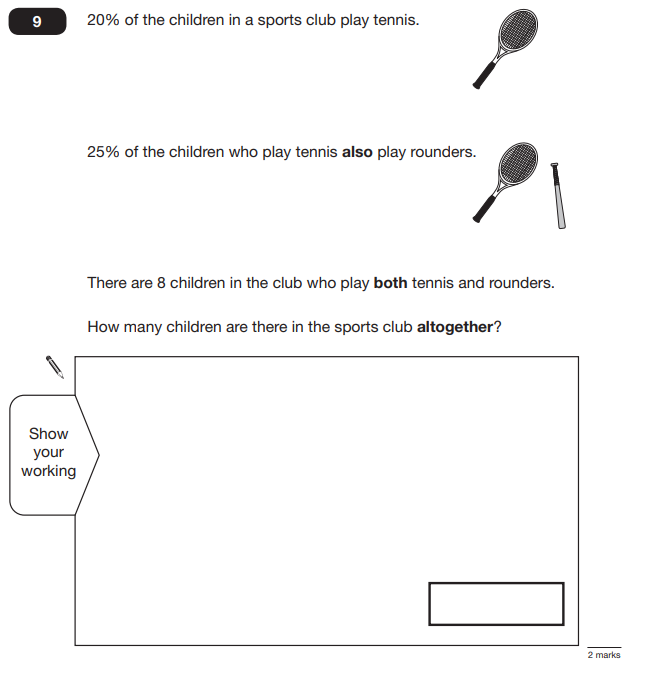 9
20% of the children in a sports club play tennis.
25% of the children who play tennis also play rounders.
There are 8 children in the club who play both tennis and rounders.
How many children are there in the sports club altogether?
Show
your
working
2 marks